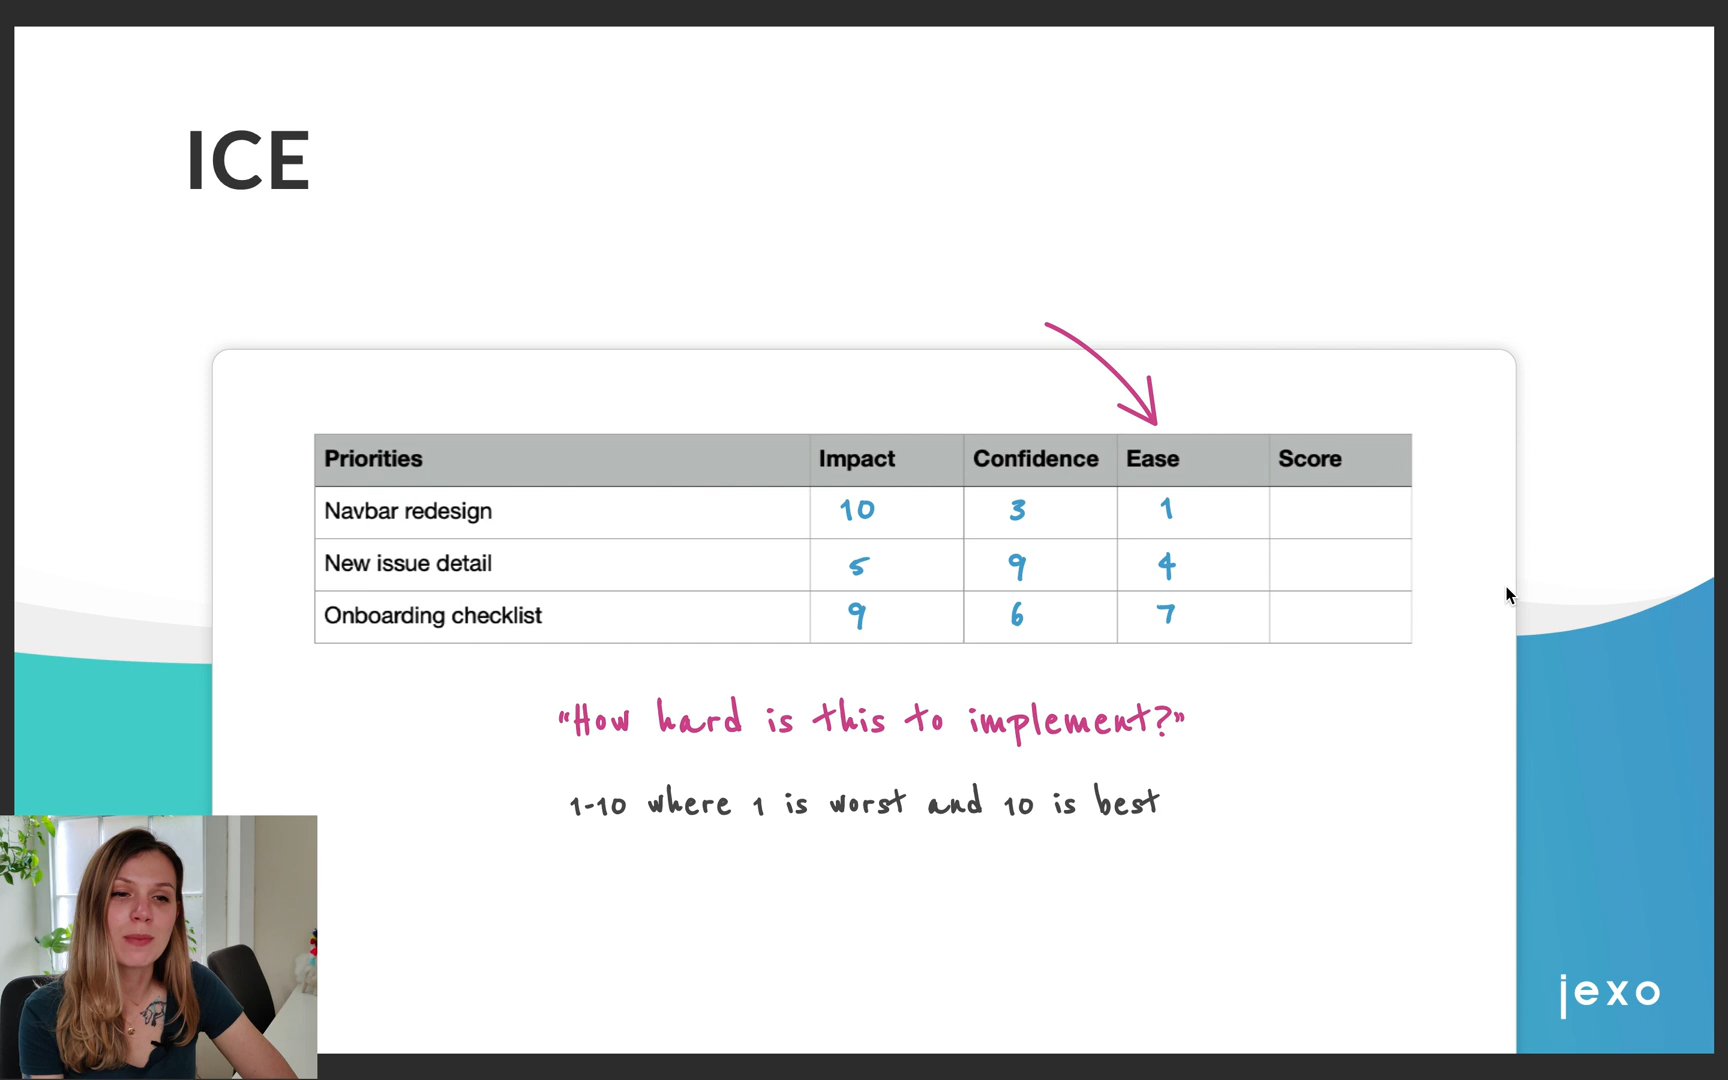 ICE
Priorities Impact Confidence Ease Score
Navbar redesign 10 3 1
New issue detail 5 9 4
Onboarding checklist 9 6 7
“How hard is this to implement?”
1-10 where 1 is worst and 10 is best
jexo